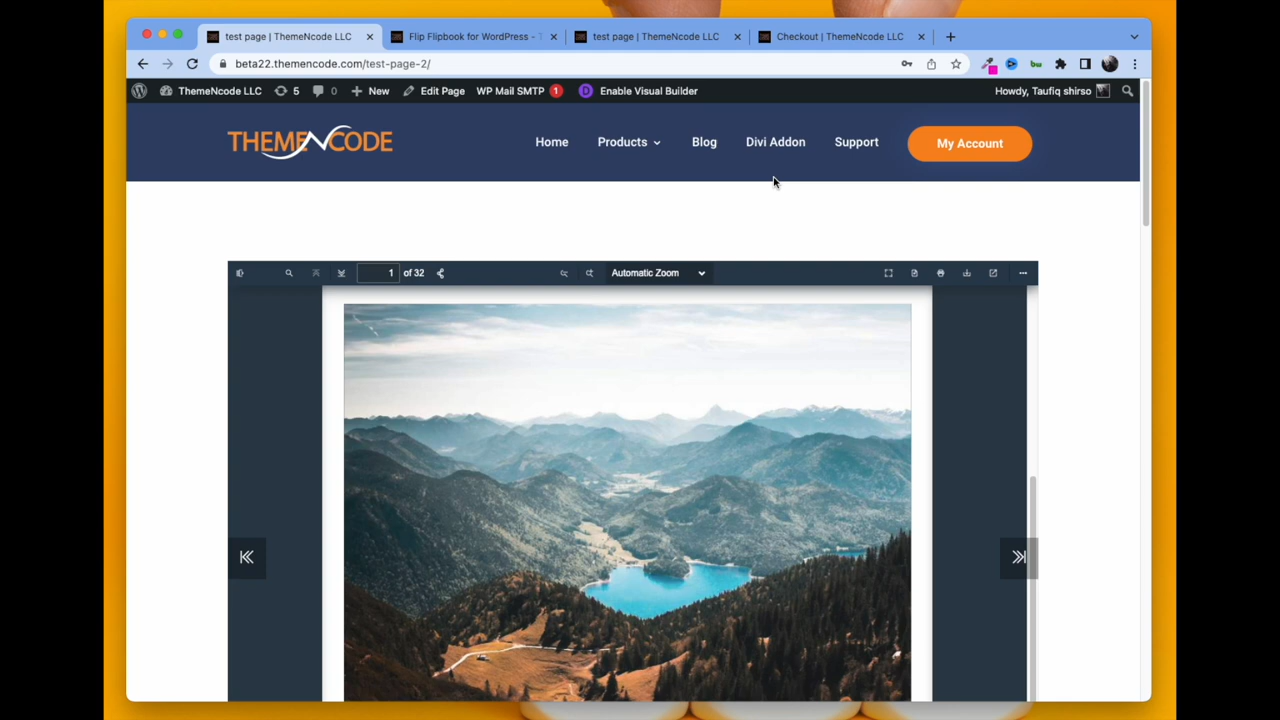 test page | ThemeNcode LLC
Flip Flipbook for WordPress -
test page | ThemeNcode LLC
Checkout | ThemeNcode LLC
beta22.themencode.com/test-page-2/
ThemeNcode LLC 5 0 New Edit Page WP Mail SMTP 1 D Enable Visual Builder Howdy, Taufiq shirso
THEMENCODE
Home Products Blog Divi Addon Support My Account
1 of 32 Automatic Zoom